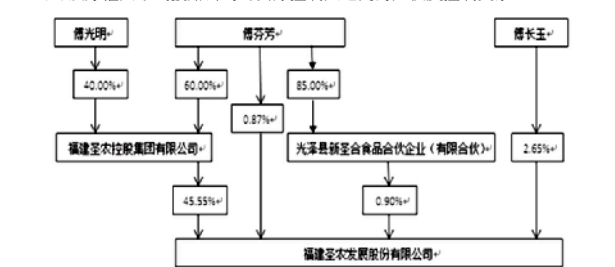 傅光明
傅芬芳
傅长玉
40.00%
60.00%
85.00%
0.87%
福建圣农控股集团有限公司
光泽县新圣合食品合伙企业（有限合伙）
2.65%
45.55%
0.90%
福建圣农发展股份有限公司